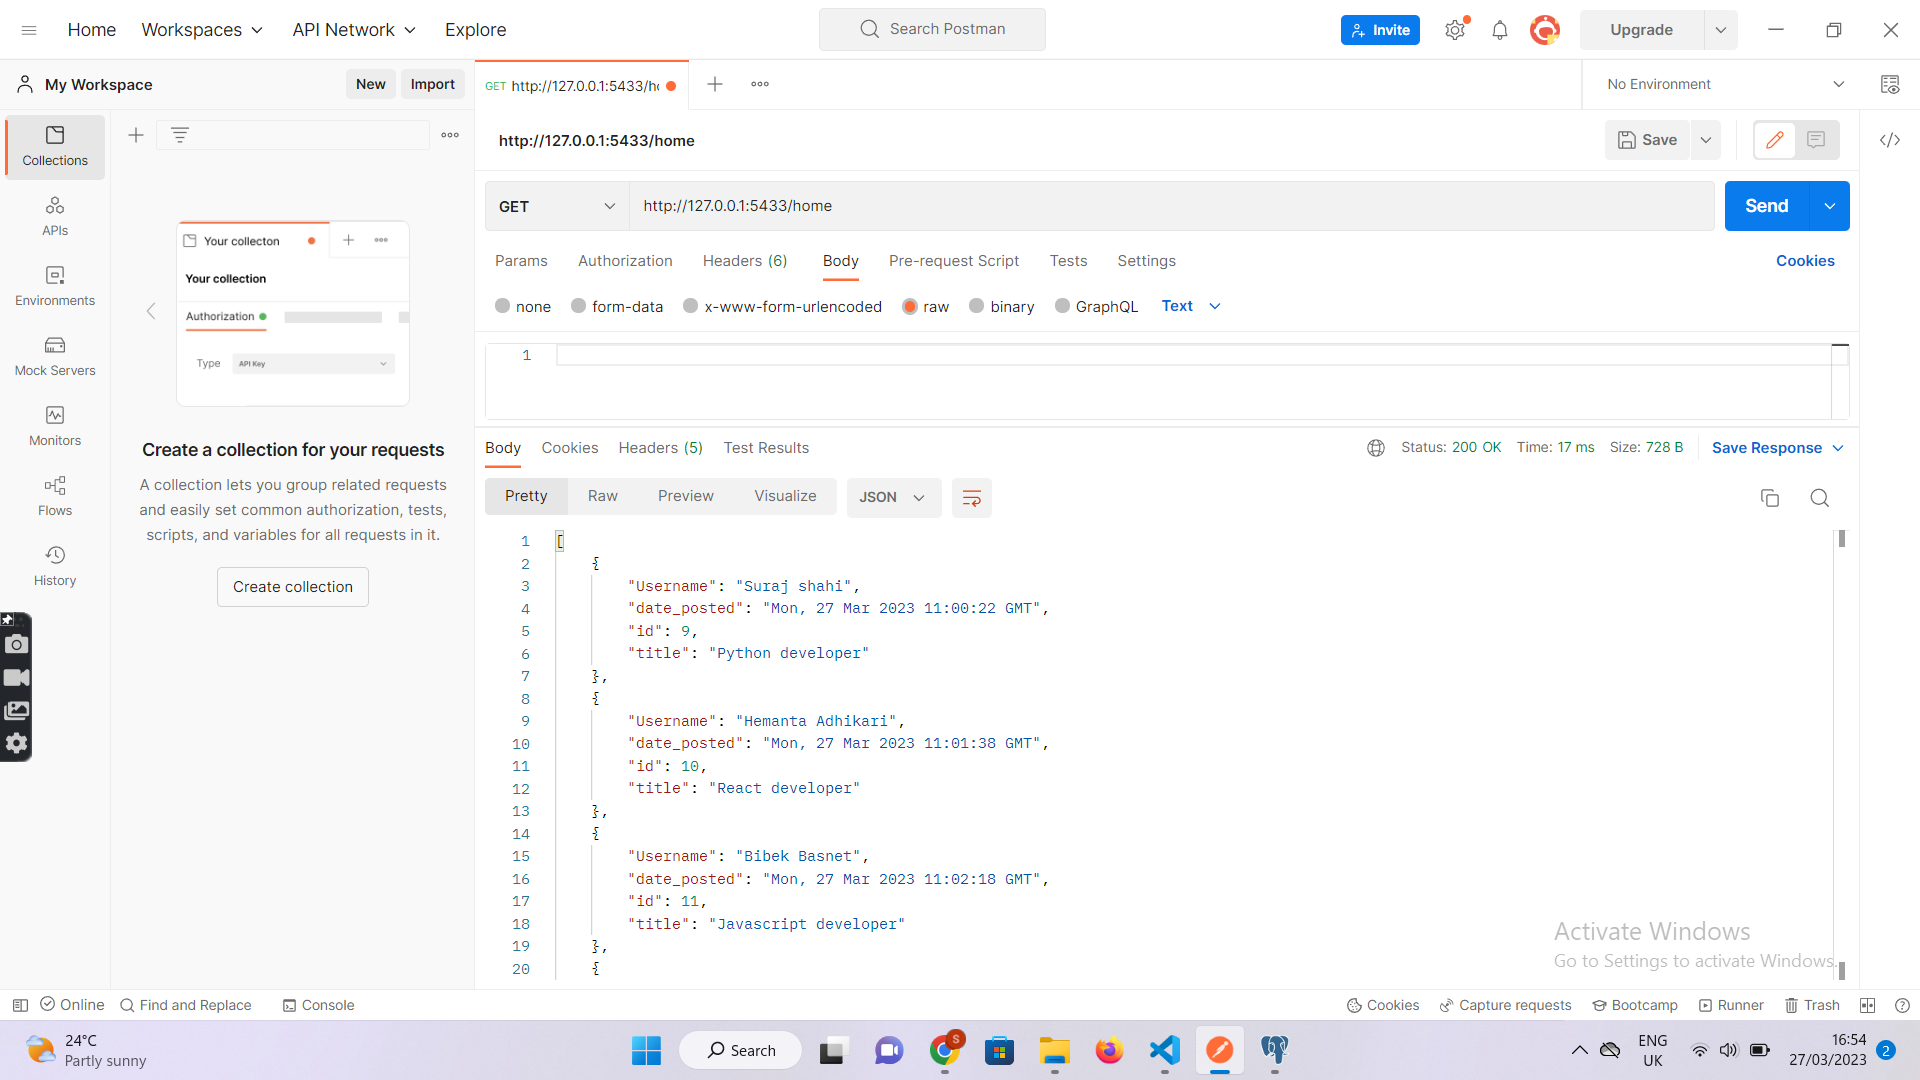 Home Workspaces API Network Explore Search Postman Invite Upgrade
My Workspace New Import GET http://127.0.0.1:5433/h No Environment
Collections
APIs
Environments
Mock Servers
Monitors
Flows
History
Your collecton
Your collection
Authorization
Type API Key
Create a collection for your requests
A collection lets you group related requests
and easily set common authorization, tests,
scripts, and variables for all requests in it.
Create collection
http://127.0.0.1:5433/home Save
GET http://127.0.0.1:5433/home Send
Params Authorization Headers (6) Body Pre-request Script Tests Settings Cookies
none form-data x-www-form-urlencoded raw binary GraphQL Text
1
Body Cookies Headers (5) Test Results Status: 200 OK Time: 17 ms Size: 728 B Save Response
Pretty Raw Preview Visualize JSON
1 [
2 {
3 "Username": "Suraj shahi",
4 "date_posted": "Mon, 27 Mar 2023 11:00:22 GMT",
5 "id": 9,
6 "title": "Python developer"
7 },
8 {
9 "Username": "Hemanta Adhikari",
10 "date_posted": "Mon, 27 Mar 2023 11:01:38 GMT",
11 "id": 10,
12 "title": "React developer"
13 },
14 {
15 "Username": "Bibek Basnet",
16 "date_posted": "Mon, 27 Mar 2023 11:02:18 GMT",
17 "id": 11,
18 "title": "Javascript developer"
19 },
20 {
Activate Windows
Go to Settings to activate Windows.
Online Find and Replace Console Cookies Capture requests Bootcamp Runner Trash
24°C
Partly sunny
Search
S
ENG
UK
16:54
27/03/2023
2